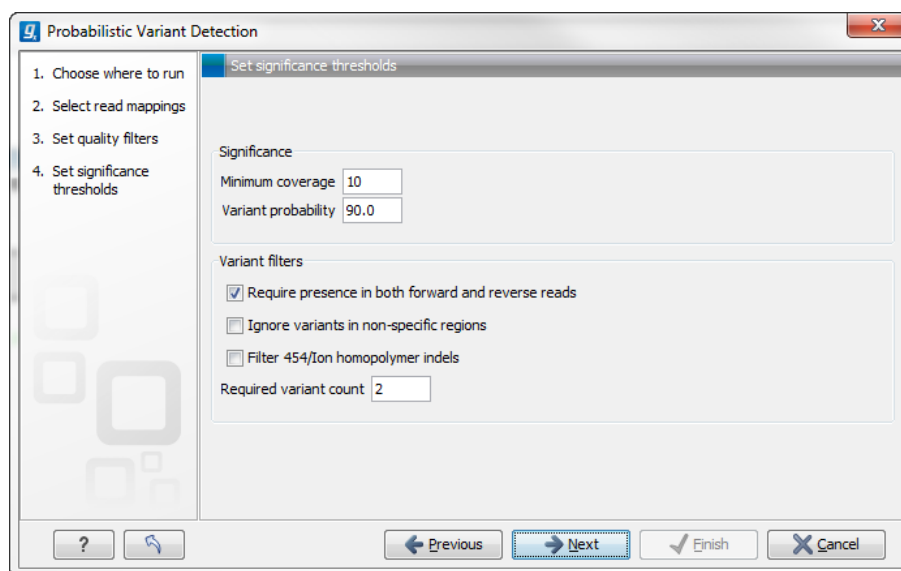 Probabilistic Variant Detection
1. Choose where to run
2. Select read mappings
3. Set quality filters
4. Set significance
thresholds
Set significance thresholds
Significance
Minimum coverage 10
Variant probability 90.0
Variant filters
Require presence in both forward and reverse reads
Ignore variants in non-specific regions
Filter 454/Ion homopolymer indels
Required variant count 2
? Previous Next Finish Cancel